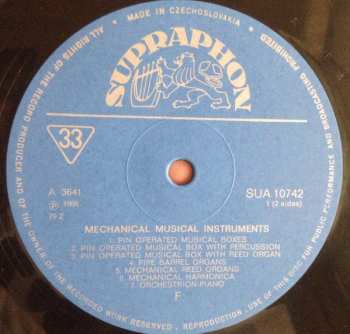 MADE IN CZECHOSLOVAKIA
ALL RIGHTS OF THE RECORD PRODUCER AND OF THE OWNER OF THE RECORDED WORK RESERVED. USE OF THIS DISC FOR PUBLIC PERFORMANCE AND BROADCASTING PROHIBITED
SUPRAPHON
33
A 3641
SUA 10742
1 (2 sides)
79 2
MECHANICAL MUSICAL INSTRUMENTS
1. PIN OPERATED MUSICAL BOXES
2. PIN OPERATED MUSICAL BOX WITH PERCUSSION
3. PIN OPERATED MUSICAL BOX WITH REED ORGAN
4. PIPE BARREL ORGANS
5. MECHANICAL REED ORGANS
6. MECHANICAL HARMONICA
7. ORCHESTRION-PIANO
F